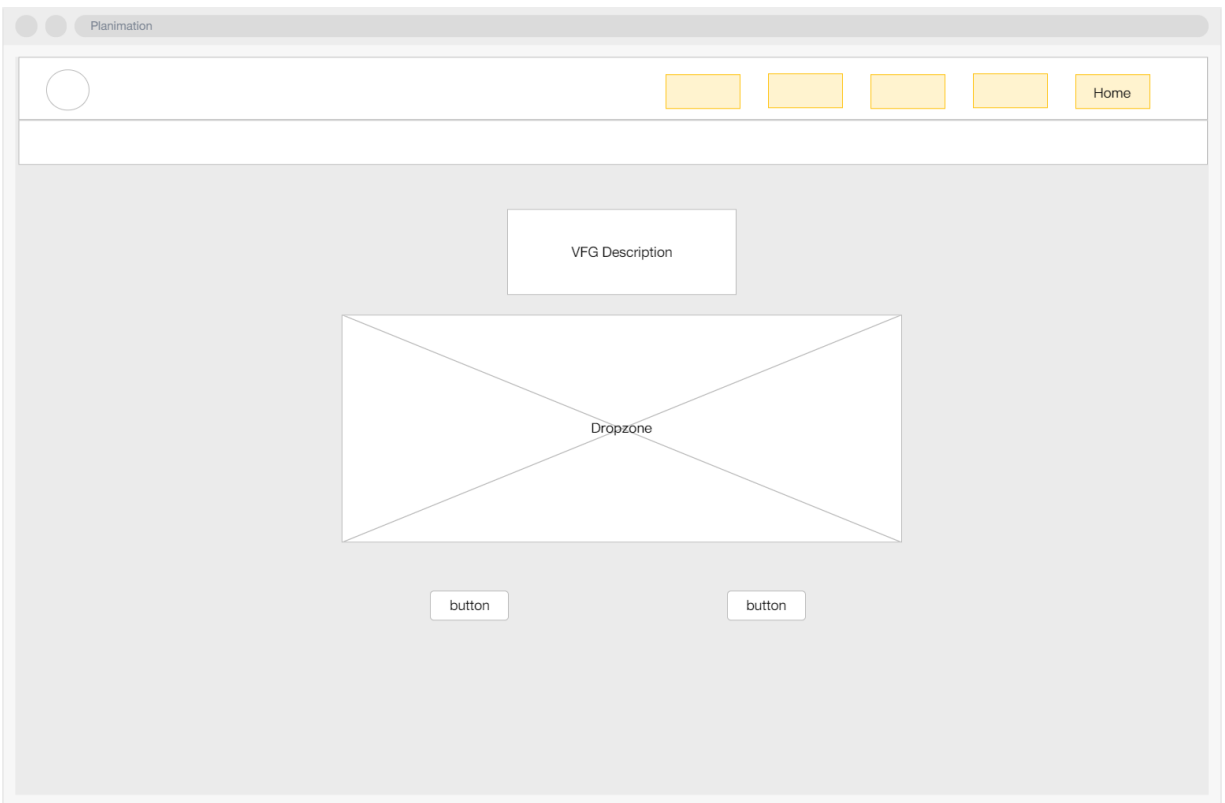 Planimation
Home
VFG Description
Dropzone
button
button